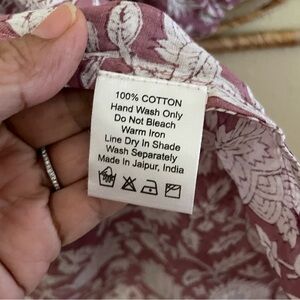 100% COTTON
Hand Wash Only
Do Not Bleach
Warm Iron
Line Dry In Shade
Wash Separately
Made In Jaipur, India